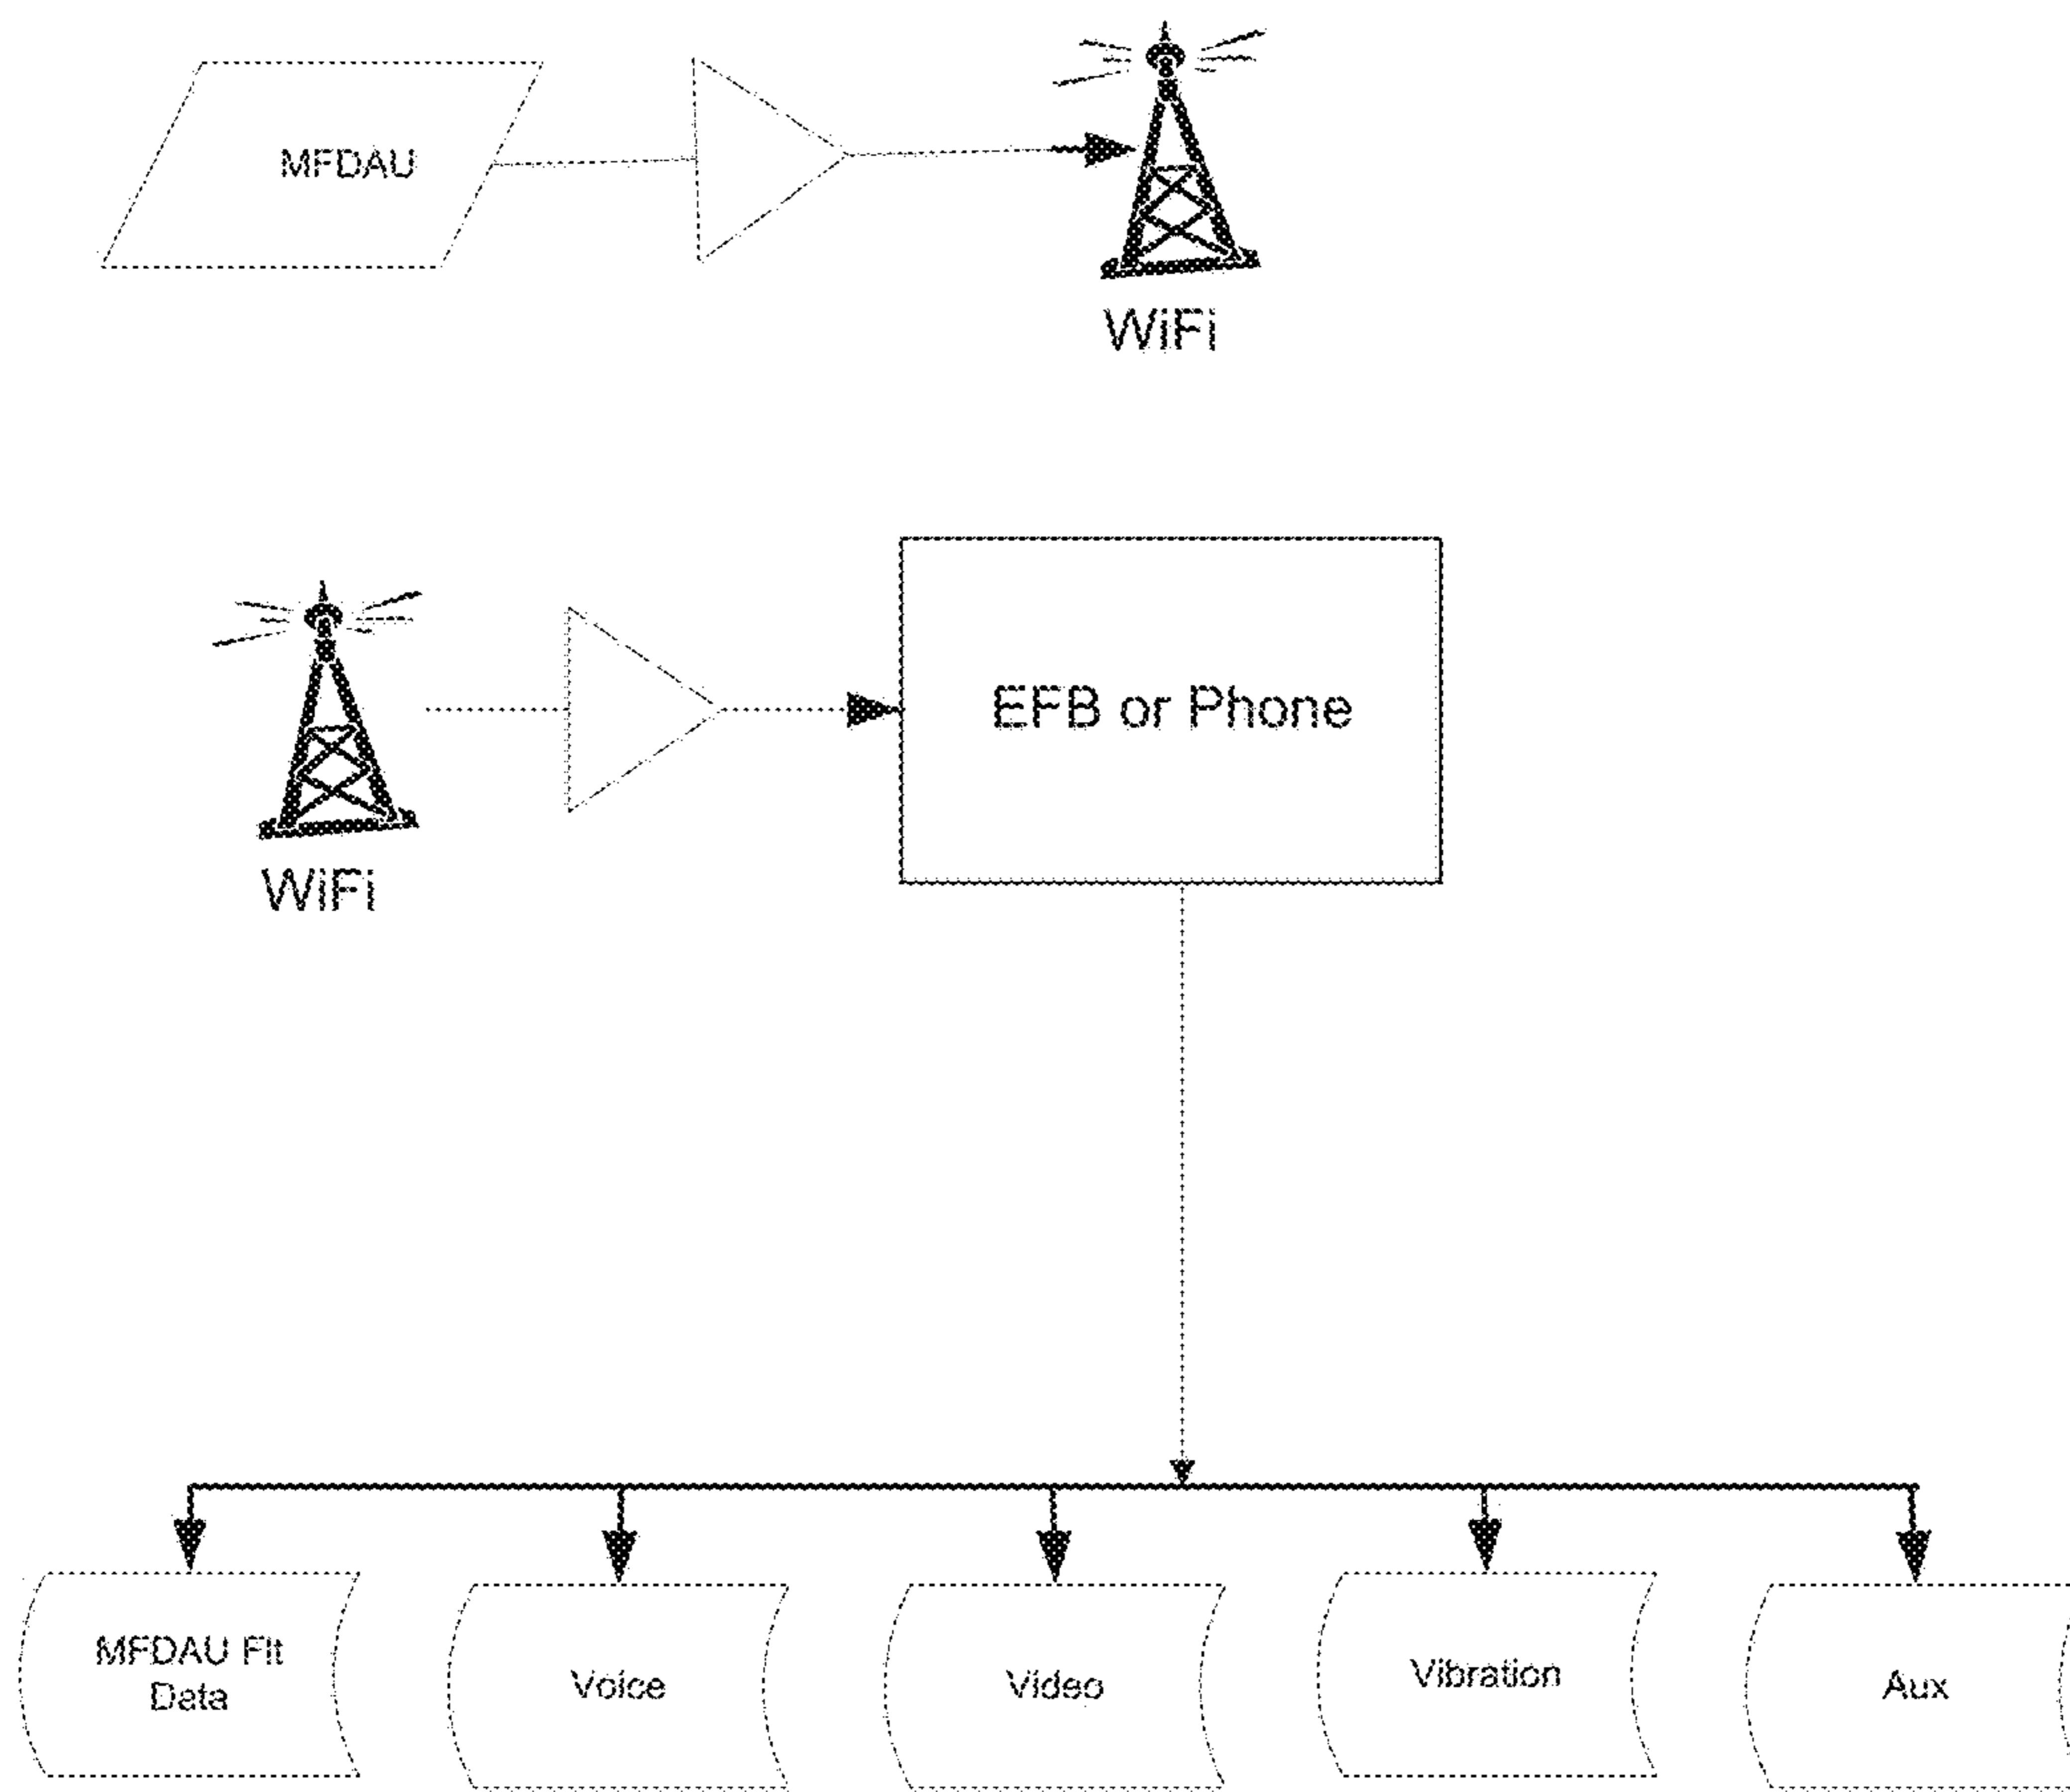 MFDAU
WiFi
EFB or Phone
WiFi
MFDAU Flt
Data
Voice
Video
Vibration
Aux